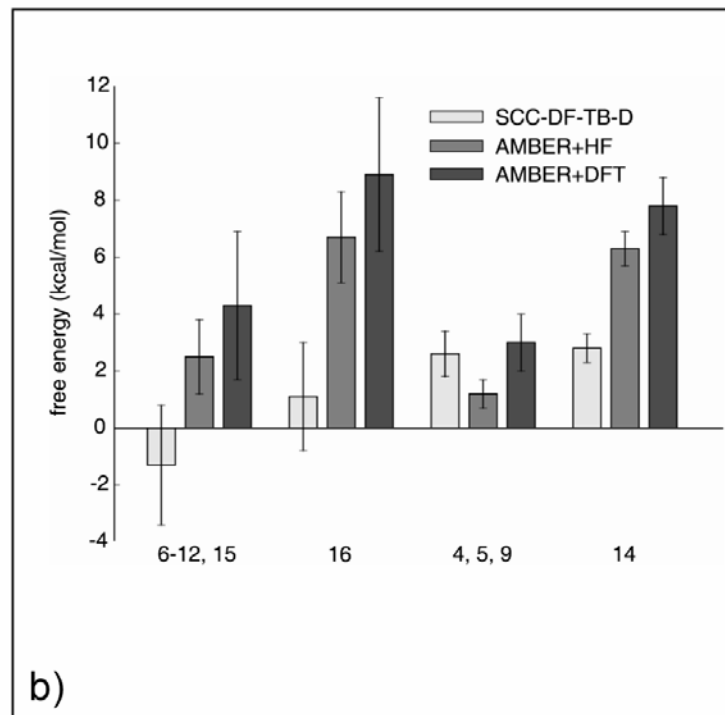 12
10
8
6
4
2
0
-2
-4
free energy (kcal/mol)
SCC-DF-TB-D
AMBER+HF
AMBER+DFT
6-12, 15
16
4, 5, 9
14
b)